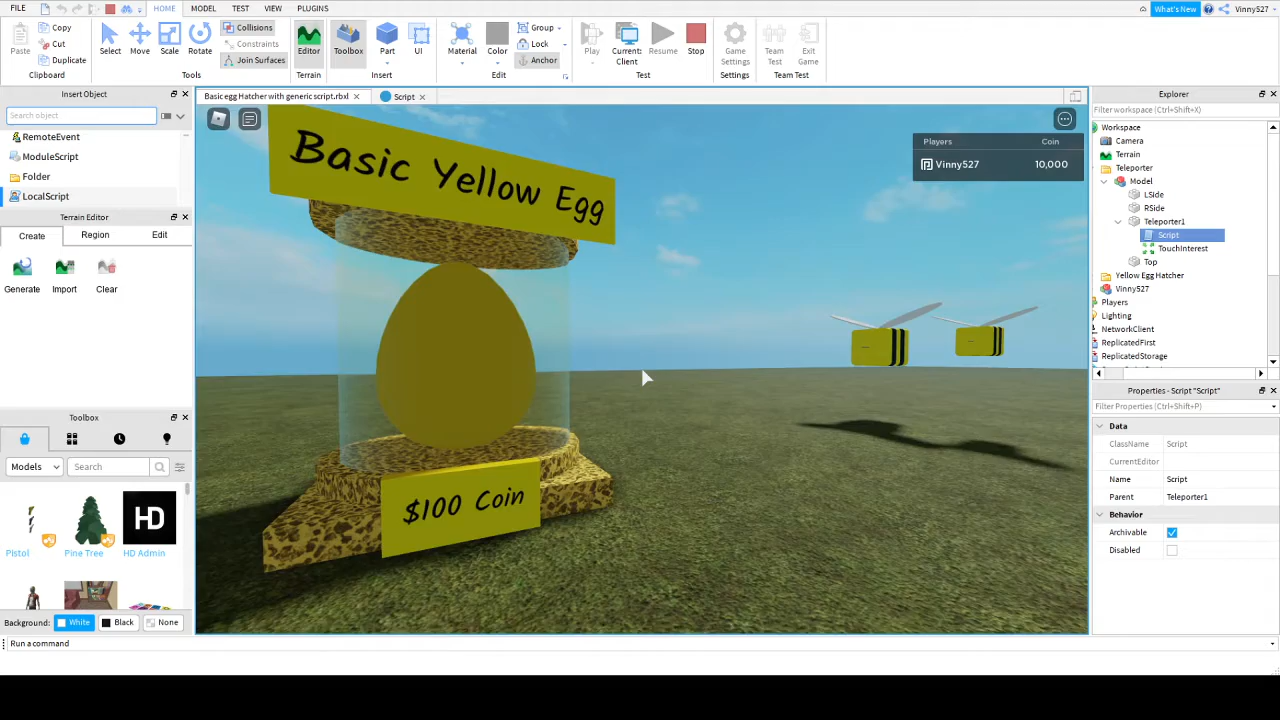 FILE HOME MODEL TEST VIEW PLUGINS What's New Vinny527
Copy
Cut
Duplicate
Paste
Clipboard
Select Move Scale Rotate
Collisions
Constraints
Join Surfaces
Tools
Editor
Terrain
Toolbox Part UI
Insert
Material Color
Group
Lock
Anchor
Edit
Play Current: Client Resume Stop
Test
Game Settings
Settings
Team Test Exit Game
Team Test
Insert Object
Search object
RemoteEvent
ModuleScript
Folder
LocalScript
Terrain Editor
Create Region Edit
Generate Import Clear
Toolbox
Models Search
HD
Pistol Pine Tree HD Admin
Background: White Black None
Run a command
Basic egg Hatcher with generic script.rbxl Script
Basic Yellow Egg
$100 Coin
Players Coin
Vinny527 10,000
Explorer
Filter workspace (Ctrl+Shift+X)
Workspace
Camera
Terrain
Teleporter
Model
LSide
RSide
Teleporter1
Script
TouchInterest
Top
Yellow Egg Hatcher
Vinny527
Players
Lighting
NetworkClient
ReplicatedFirst
ReplicatedStorage
Properties - Script "Script"
Filter Properties (Ctrl+Shift+P)
Data
ClassName Script
CurrentEditor
Name Script
Parent Teleporter1
Behavior
Archivable
Disabled